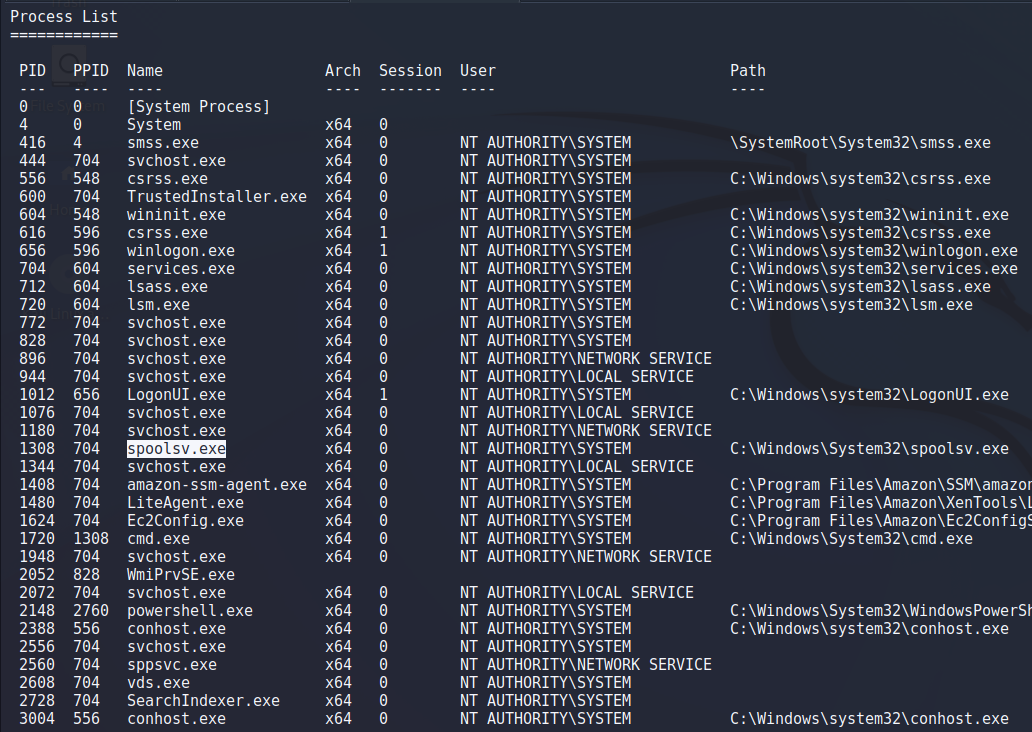 Process List
============
PID PPID Name Arch Session User Path
--- ---- ---- ---- ------- ---- ----
0 0 [System Process]
4 0 System x64 0
416 4 smss.exe x64 0 NT AUTHORITY\SYSTEM \SystemRoot\System32\smss.exe
444 704 svchost.exe x64 0 NT AUTHORITY\SYSTEM
556 548 csrss.exe x64 0 NT AUTHORITY\SYSTEM C:\Windows\system32\csrss.exe
600 704 TrustedInstaller.exe x64 0 NT AUTHORITY\SYSTEM
604 548 wininit.exe x64 0 NT AUTHORITY\SYSTEM C:\Windows\system32\wininit.exe
616 596 csrss.exe x64 1 NT AUTHORITY\SYSTEM C:\Windows\system32\csrss.exe
656 596 winlogon.exe x64 1 NT AUTHORITY\SYSTEM C:\Windows\system32\winlogon.exe
704 604 services.exe x64 0 NT AUTHORITY\SYSTEM C:\Windows\system32\services.exe
712 604 lsass.exe x64 0 NT AUTHORITY\SYSTEM C:\Windows\system32\lsass.exe
720 604 lsm.exe x64 0 NT AUTHORITY\SYSTEM C:\Windows\system32\lsm.exe
772 704 svchost.exe x64 0 NT AUTHORITY\SYSTEM
828 704 svchost.exe x64 0 NT AUTHORITY\SYSTEM
896 704 svchost.exe x64 0 NT AUTHORITY\NETWORK SERVICE
944 704 svchost.exe x64 0 NT AUTHORITY\LOCAL SERVICE
1012 656 LogonUI.exe x64 1 NT AUTHORITY\SYSTEM C:\Windows\system32\LogonUI.exe
1076 704 svchost.exe x64 0 NT AUTHORITY\LOCAL SERVICE
1180 704 svchost.exe x64 0 NT AUTHORITY\NETWORK SERVICE
1308 704 spoolsv.exe x64 0 NT AUTHORITY\SYSTEM C:\Windows\System32\spoolsv.exe
1344 704 svchost.exe x64 0 NT AUTHORITY\LOCAL SERVICE
1408 704 amazon-ssm-agent.exe x64 0 NT AUTHORITY\SYSTEM C:\Program Files\Amazon\SSM\amazon
1480 704 LiteAgent.exe x64 0 NT AUTHORITY\SYSTEM C:\Program Files\Amazon\XenTools\L
1624 704 Ec2Config.exe x64 0 NT AUTHORITY\SYSTEM C:\Program Files\Amazon\Ec2ConfigS
1720 1308 cmd.exe x64 0 NT AUTHORITY\SYSTEM C:\Windows\System32\cmd.exe
1948 704 svchost.exe x64 0 NT AUTHORITY\NETWORK SERVICE
2052 828 WmiPrvSE.exe
2072 704 svchost.exe x64 0 NT AUTHORITY\LOCAL SERVICE
2148 2760 powershell.exe x64 0 NT AUTHORITY\SYSTEM C:\Windows\System32\WindowsPowerSh
2388 556 conhost.exe x64 0 NT AUTHORITY\SYSTEM C:\Windows\system32\conhost.exe
2556 704 svchost.exe x64 0 NT AUTHORITY\SYSTEM
2560 704 sppsvc.exe x64 0 NT AUTHORITY\NETWORK SERVICE
2608 704 vds.exe x64 0 NT AUTHORITY\SYSTEM
2728 704 SearchIndexer.exe x64 0 NT AUTHORITY\SYSTEM
3004 556 conhost.exe x64 0 NT AUTHORITY\SYSTEM C:\Windows\system32\conhost.exe